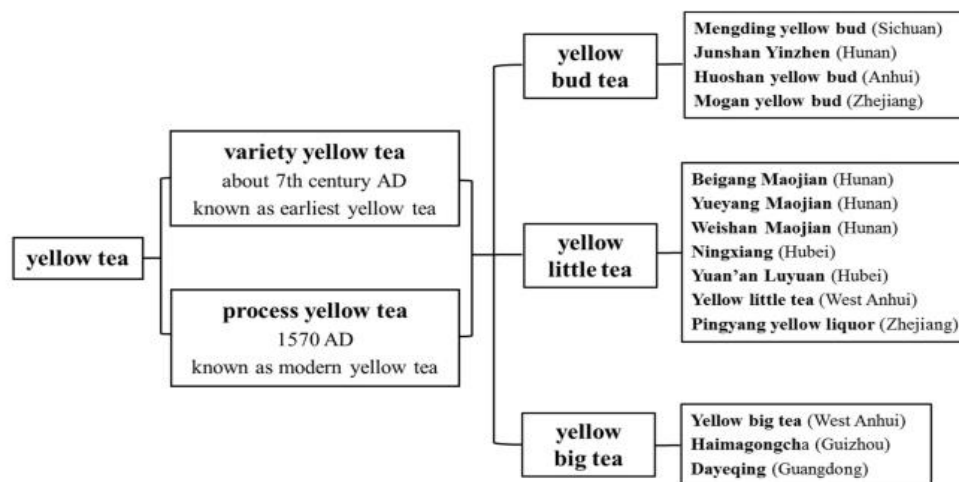 yellow tea
variety yellow tea
about 7th century AD
known as earliest yellow tea
process yellow tea
1570 AD
known as modern yellow tea
yellow
bud tea
Mengding yellow bud (Sichuan)
Junshan Yinzhen (Hunan)
Huoshan yellow bud (Anhui)
Mogan yellow bud (Zhejiang)
yellow
little tea
Beigang Maojian (Hunan)
Yueyang Maojian (Hunan)
Weishan Maojian (Hunan)
Ningxiang (Hubei)
Yuan’an Luyuan (Hubei)
Yellow little tea (West Anhui)
Pingyang yellow liquor (Zhejiang)
yellow
big tea
Yellow big tea (West Anhui)
Haimagongcha (Guizhou)
Dayeqing (Guangdong)